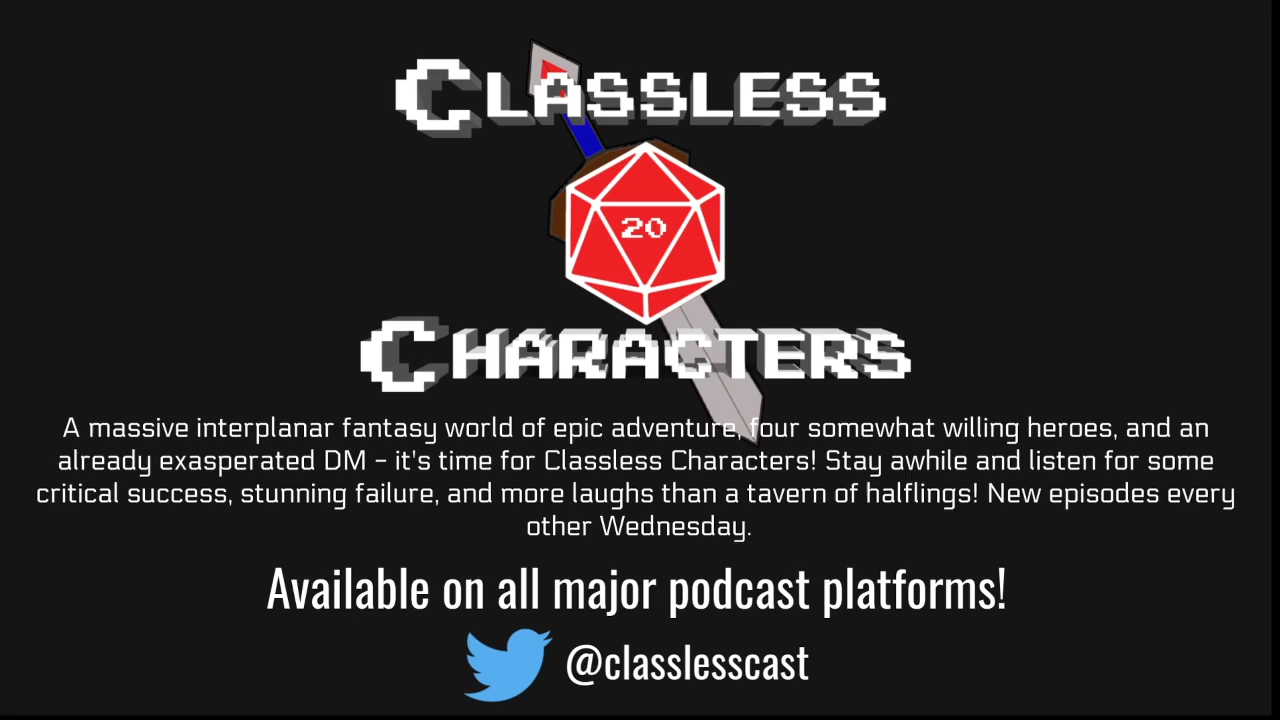 Classless
20
Characters
A massive interplanar fantasy world of epic adventure, four somewhat willing heroes, and an
already exasperated DM - it's time for Classless Characters! Stay awhile and listen for some
critical success, stunning failure, and more laughs than a tavern of halflings! New episodes every
other Wednesday.
Available on all major podcast platforms!
@classlesscast